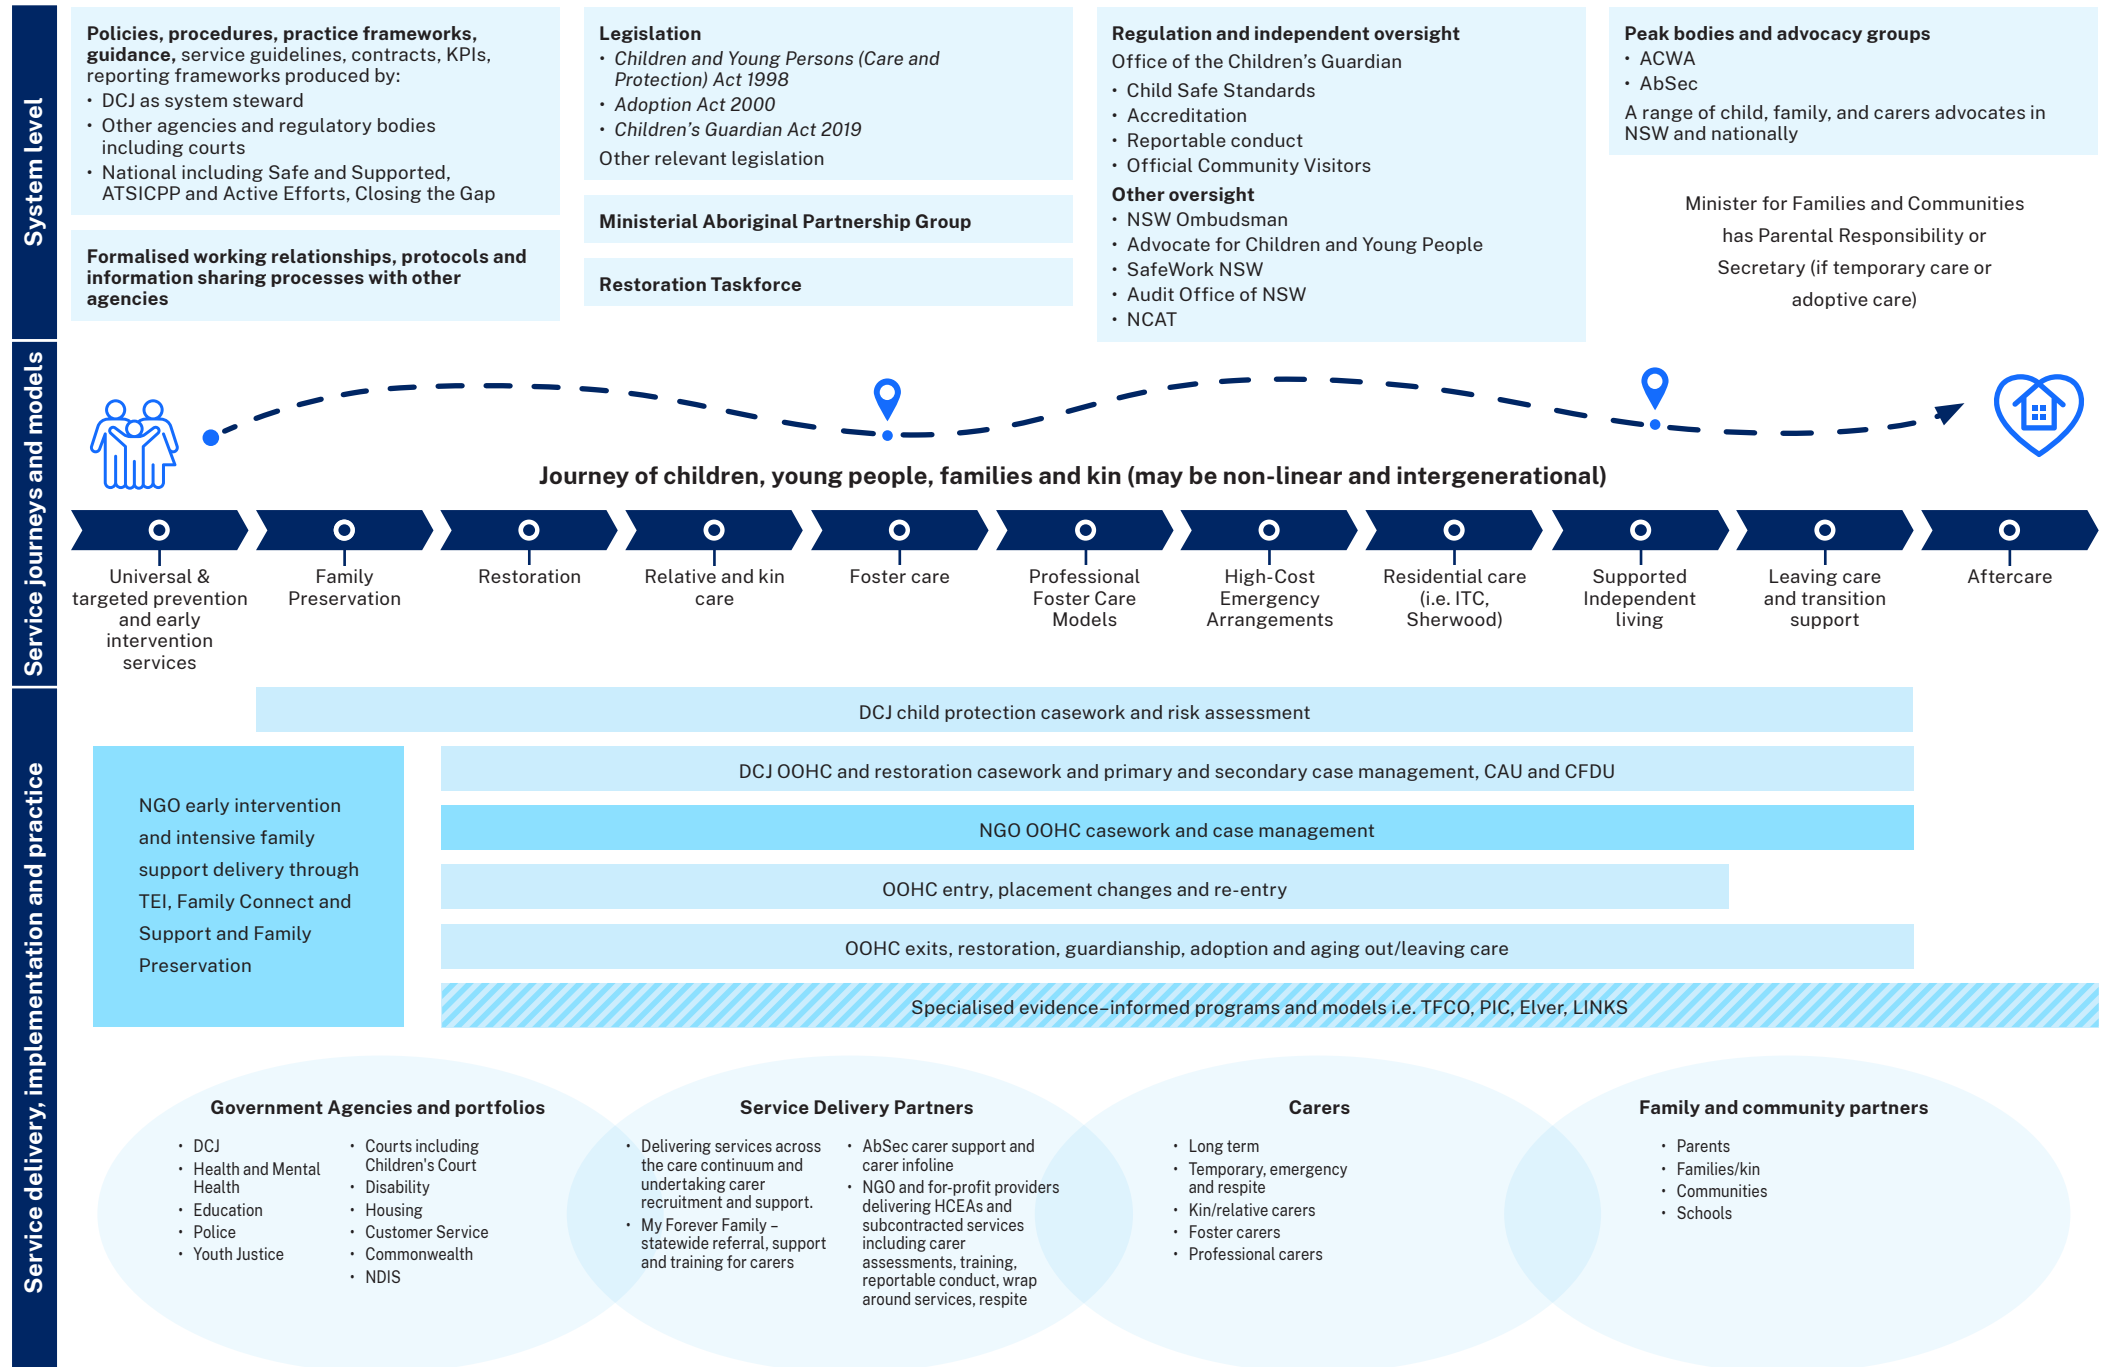 System level
Policies, procedures, practice frameworks,
guidance, service guidelines, contracts, KPIs,
reporting frameworks produced by:
• DCJ as system steward
• Other agencies and regulatory bodies
including courts
• National including Safe and Supported,
ATSICPP and Active Efforts, Closing the Gap
Formalised working relationships, protocols and
information sharing processes with other
agencies
Legislation
• Children and Young Persons (Care and
Protection) Act 1998
• Adoption Act 2000
• Children's Guardian Act 2019
Other relevant legislation
Ministerial Aboriginal Partnership Group
Restoration Taskforce
Regulation and independent oversight
Office of the Children's Guardian
• Child Safe Standards
• Accreditation
• Reportable conduct
• Official Community Visitors
Other oversight
• NSW Ombudsman
• Advocate for Children and Young People
• SafeWork NSW
• Audit Office of NSW
• NCAT
Peak bodies and advocacy groups
• ACWA
• AbSec
A range of child, family, and carers advocates in
NSW and nationally
Minister for Families and Communities
has Parental Responsibility or
Secretary (if temporary care or
adoptive care)
Service journeys and models
Journey of children, young people, families and kin (may be non-linear and intergenerational)
Universal &
targeted prevention
and early
intervention
services
Family
Preservation
Restoration
Relative and kin
care
Foster care
Professional
Foster Care
Models
High-Cost
Emergency
Arrangements
Residential care
(i.e. ITC,
Sherwood)
Supported
Independent
living
Leaving care
and transition
support
Aftercare
Service delivery, implementation and practice
DCJ child protection casework and risk assessment
NGO early intervention
and intensive family
support delivery through
TEI, Family Connect and
Support and Family
Preservation
DCJ OOHC and restoration casework and primary and secondary case management, CAU and CFDU
NGO OOHC casework and case management
OOHC entry, placement changes and re-entry
OOHC exits, restoration, guardianship, adoption and aging out/leaving care
Specialised evidence–informed programs and models i.e. TFCO, PIC, Elver, LINKS
Government Agencies and portfolios
• DCJ
• Health and Mental
Health
• Education
• Police
• Youth Justice
• Courts including
Children's Court
• Disability
• Housing
• Customer Service
• Commonwealth
• NDIS
Service Delivery Partners
• Delivering services across
the care continuum and
undertaking carer
recruitment and support.
• My Forever Family –
statewide referral, support
and training for carers
• AbSec carer support and
carer infoline
• NGO and for-profit providers
delivering HCEAs and
subcontracted services
including carer
assessments, training,
reportable conduct, wrap
around services, respite
Carers
• Long term
• Temporary, emergency
and respite
• Kin/relative carers
• Foster carers
• Professional carers
Family and community partners
• Parents
• Families/kin
• Communities
• Schools